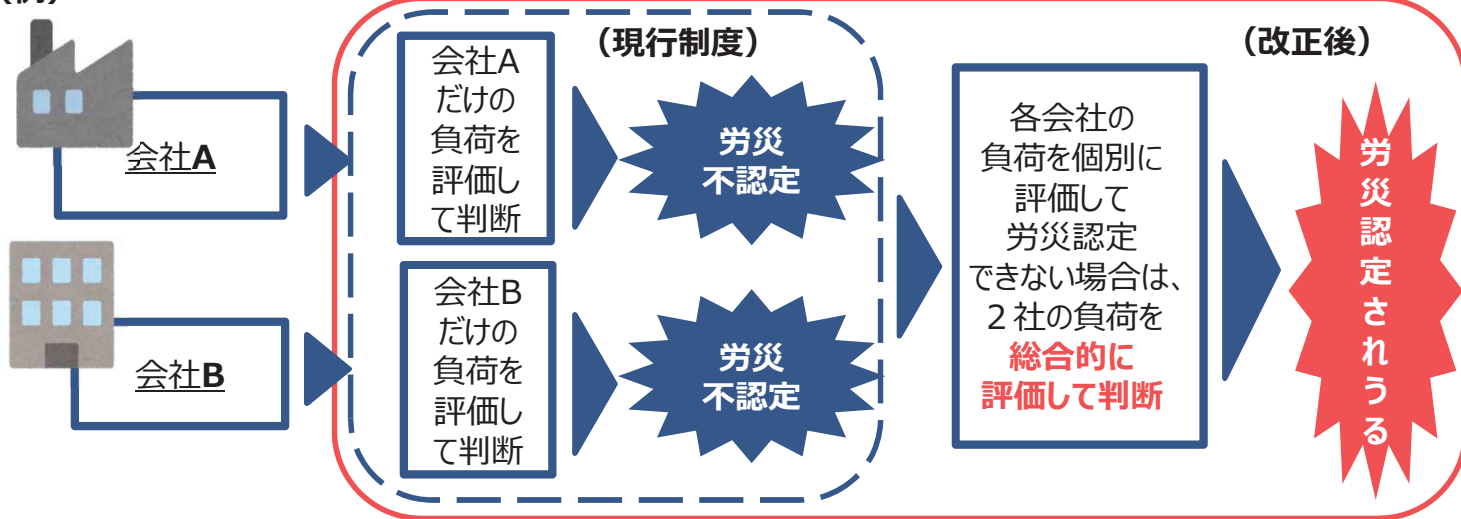 会社A
会社B
(現行制度)
会社A
だけの
負荷を
評価し
て判断
労災
不認定
会社B
だけの
負荷を
評価し
て判断
労災
不認定
(改正後)
各会社の
負荷を個別に
評価して
労災認定
できない場合は、
2社の負荷を
総合的に
評価して判断
労災認定されうる